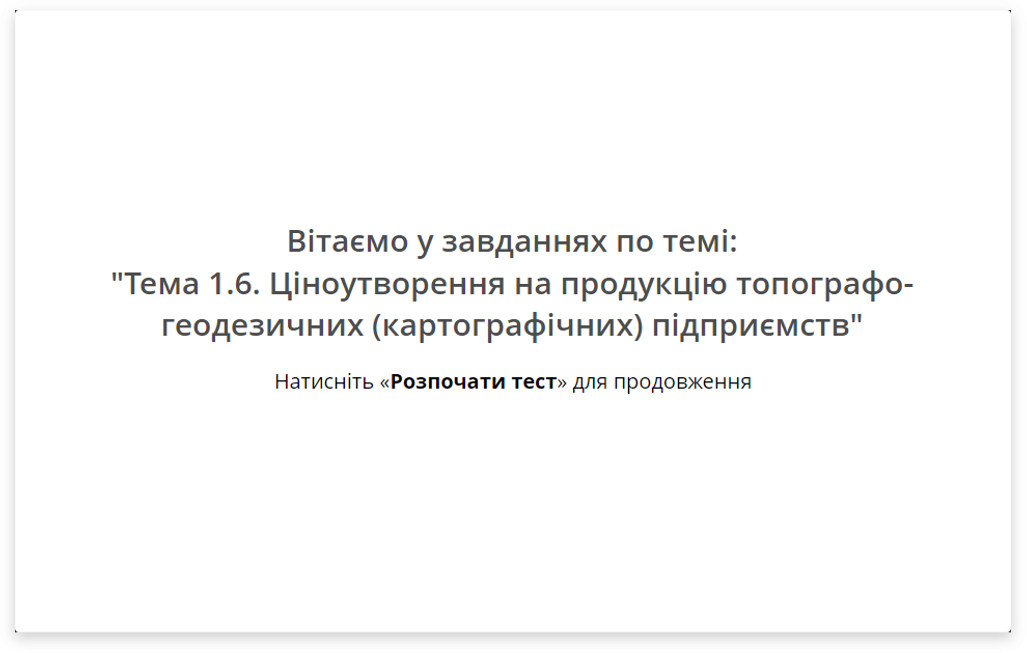 Вітаємо у завданнях по темі:
"Тема 1.6. Ціноутворення на продукцію топографо-
геодезичних (картографічних) підприємств"
Натисніть «Розпочати тест» для продовження